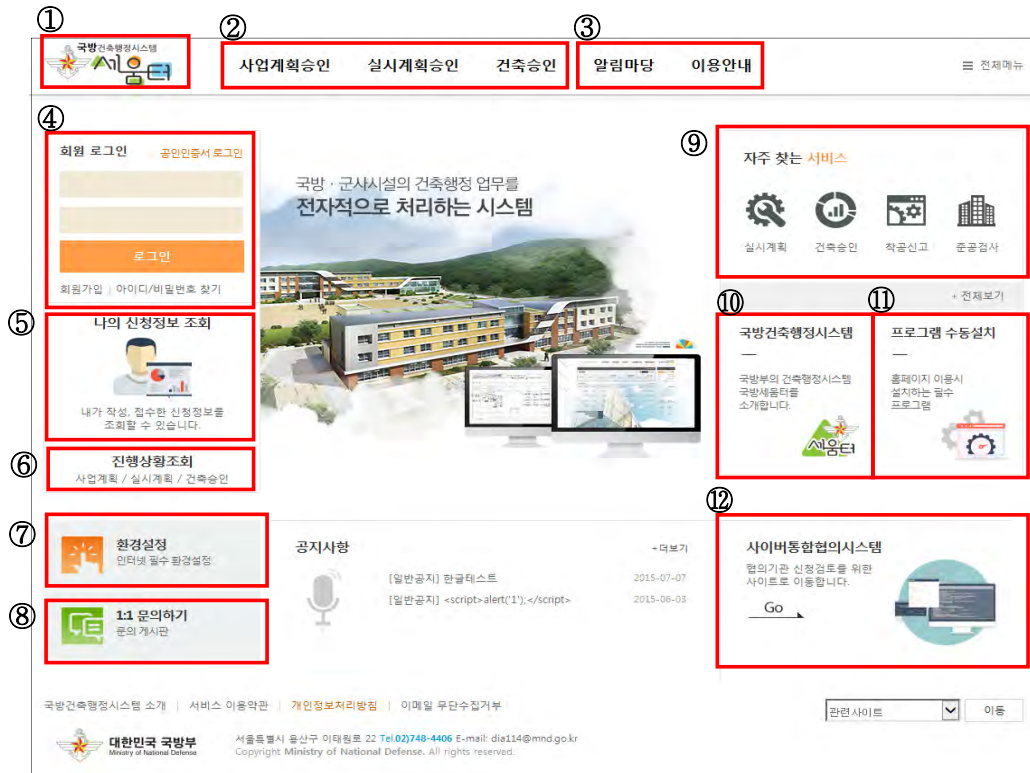 ①
②
③
국방건축행정시스템
세움터
사업계획승인 실시계획승인 건축승인 알림마당 이용안내
☰ 전체메뉴
④
회원 로그인 공인인증서 로그인
로그인
회원가입 | 아이디/비밀번호 찾기
⑤
나의 신청정보 조회
내가 작성, 접수한 신청정보를
조회할 수 있습니다.
⑥
진행상황조회
사업계획 / 실시계획 / 건축승인
국방 · 군사시설의 건축행정 업무를
전자적으로 처리하는 시스템
⑨
자주 찾는 서비스
실시계획 건축승인 착공신고 준공검사
+ 전체보기
⑩
국방건축행정시스템
국방부의 건축행정시스템
국방세움터를
소개합니다.
세움터
⑪
프로그램 수동설치
홈페이지 이용시
설치하는 필수
프로그램
⑦
환경설정
인터넷 필수 환경설정
⑧
1:1 문의하기
문의 게시판
공지사항 +더보기
[일반공지] 한글테스트 2015-07-07
[일반공지] <script>alert('1');</script> 2015-06-03
⑫
사이버통합협의시스템
협의기관 신청검토를 위한
사이트로 이동합니다.
Go
국방건축행정시스템 소개 | 서비스 이용약관 | 개인정보처리방침 | 이메일 무단수집거부
관련사이트 이동
대한민국 국방부
Ministry of National Defense
서울특별시 용산구 이태원로 22 Tel.02)748-4406 E-mail: dia114@mnd.go.kr
Copyright Ministry of National Defense. All rights reserved.